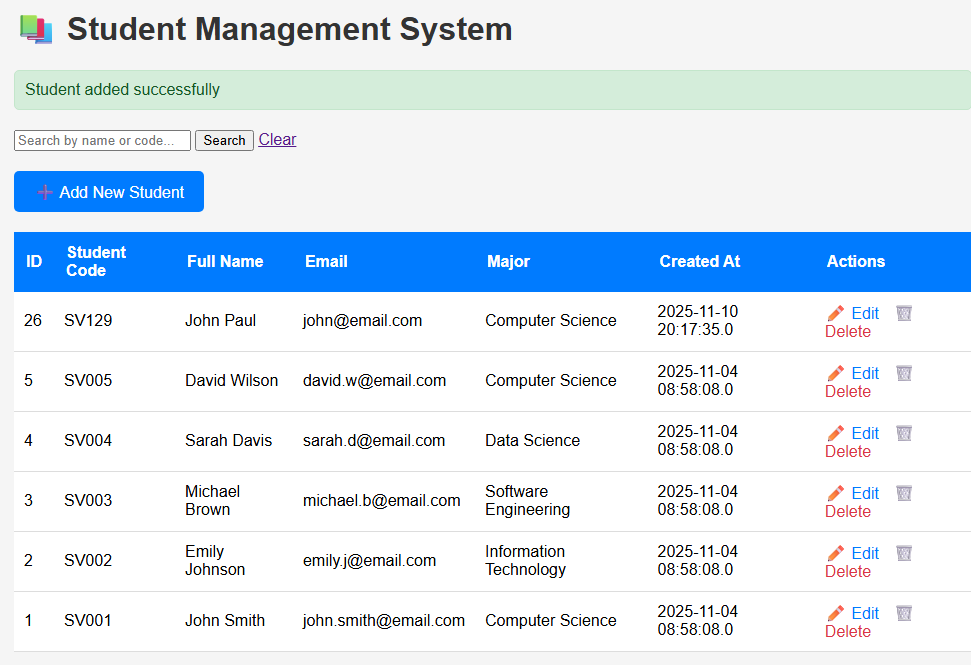 Student Management System
Student added successfully
Search by name or code... Search Clear
Add New Student
ID Student Code Full Name Email Major Created At Actions
26 SV129 John Paul john@email.com Computer Science 2025-11-10 20:17:35.0 Edit Delete
5 SV005 David Wilson david.w@email.com Computer Science 2025-11-04 08:58:08.0 Edit Delete
4 SV004 Sarah Davis sarah.d@email.com Data Science 2025-11-04 08:58:08.0 Edit Delete
3 SV003 Michael Brown michael.b@email.com Software Engineering 2025-11-04 08:58:08.0 Edit Delete
2 SV002 Emily Johnson emily.j@email.com Information Technology 2025-11-04 08:58:08.0 Edit Delete
1 SV001 John Smith john.smith@email.com Computer Science 2025-11-04 08:58:08.0 Edit Delete